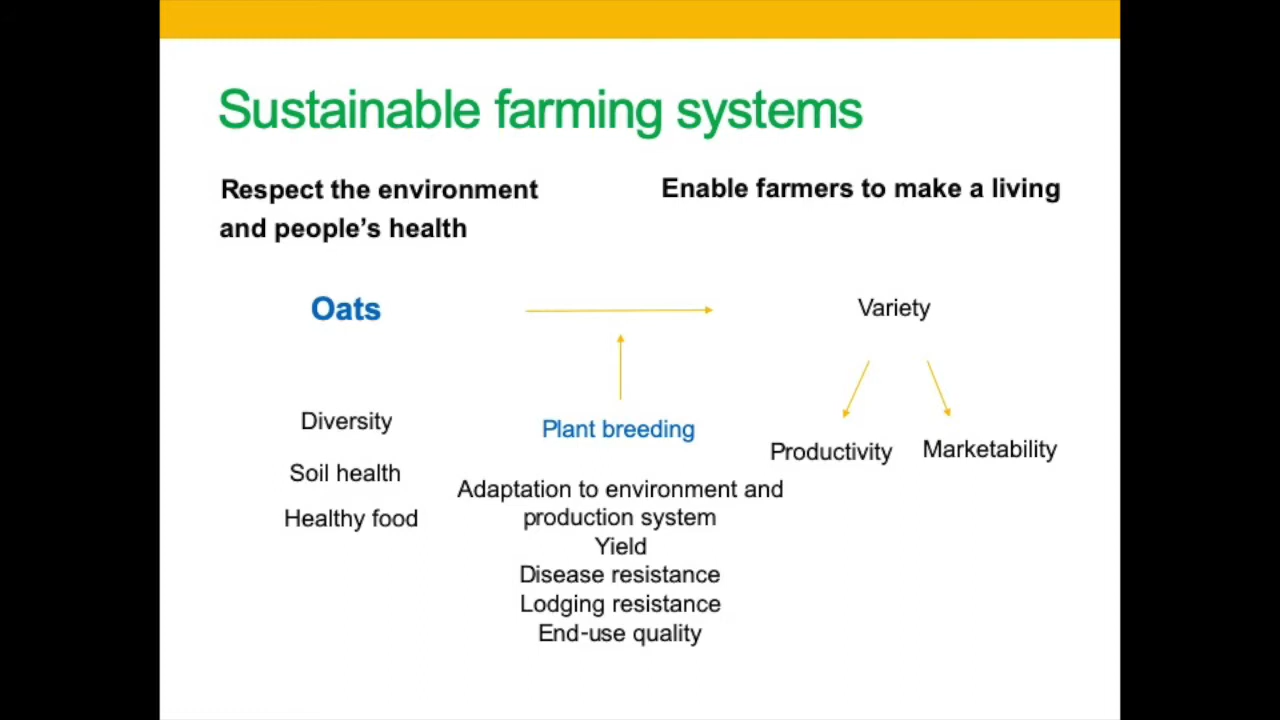 Sustainable farming systems
Respect the environment
and people's health
Enable farmers to make a living
Oats
Variety
Diversity
Soil health
Healthy food
Plant breeding
Adaptation to environment and
production system
Yield
Disease resistance
Lodging resistance
End-use quality
Productivity
Marketability